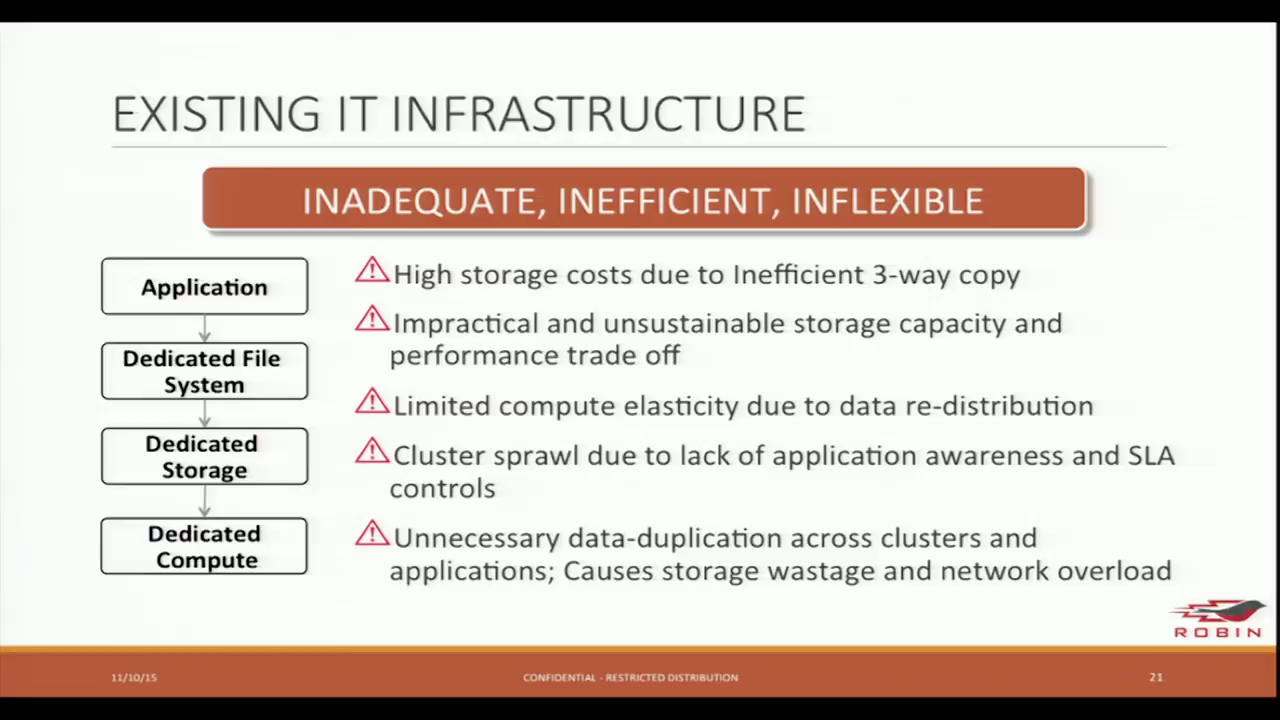 EXISTING IT INFRASTRUCTURE
INADEQUATE, INEFFICIENT, INFLEXIBLE
Application
Dedicated File
System
Dedicated
Storage
Dedicated
Compute
High storage costs due to Inefficient 3-way copy
Impractical and unsustainable storage capacity and
performance trade off
Limited compute elasticity due to data re-distribution
Cluster sprawl due to lack of application awareness and SLA
controls
Unnecessary data-duplication across clusters and
applications; Causes storage wastage and network overload
ROBIN
11/10/15
CONFIDENTIAL - RESTRICTED DISTRIBUTION
21